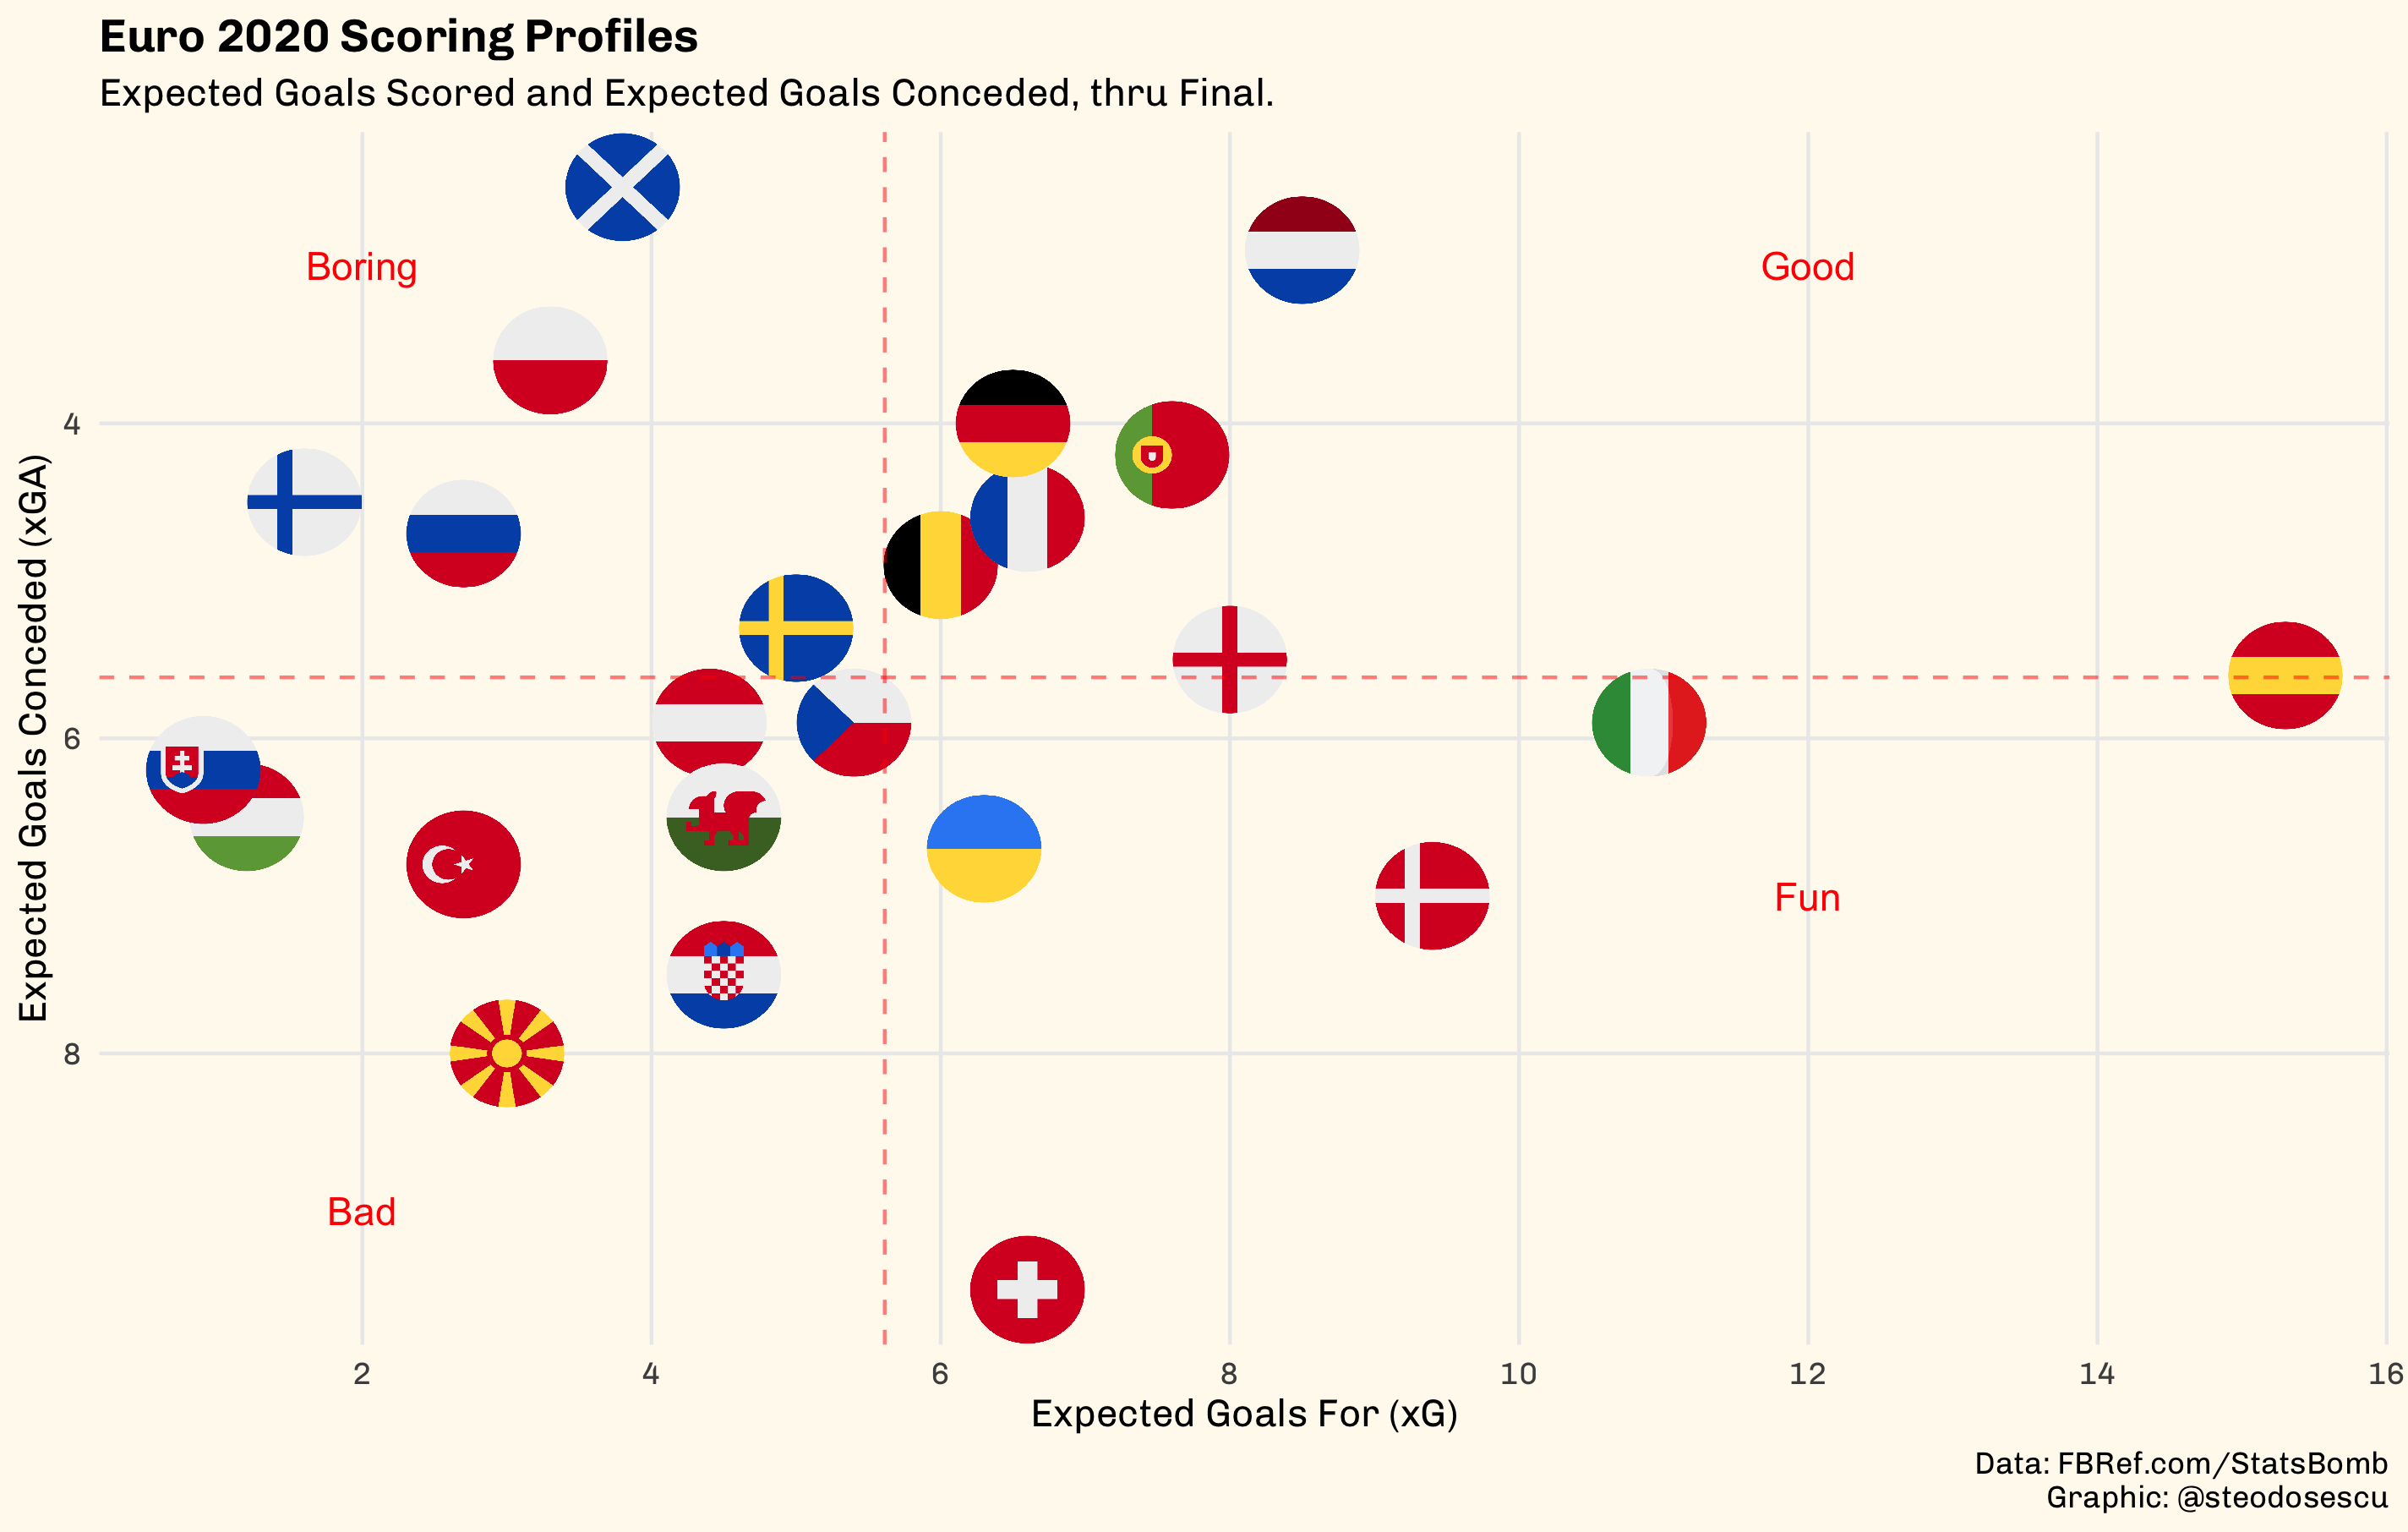 Euro 2020 Scoring Profiles
Expected Goals Scored and Expected Goals Conceded, thru Final.
Boring
Good
Fun
Bad
Expected Goals Conceded (xGA)
4
6
8
2
4
6
8
10
12
14
16
Expected Goals For (xG)
Data: FBRef.com/StatsBomb
Graphic: @steodosescu